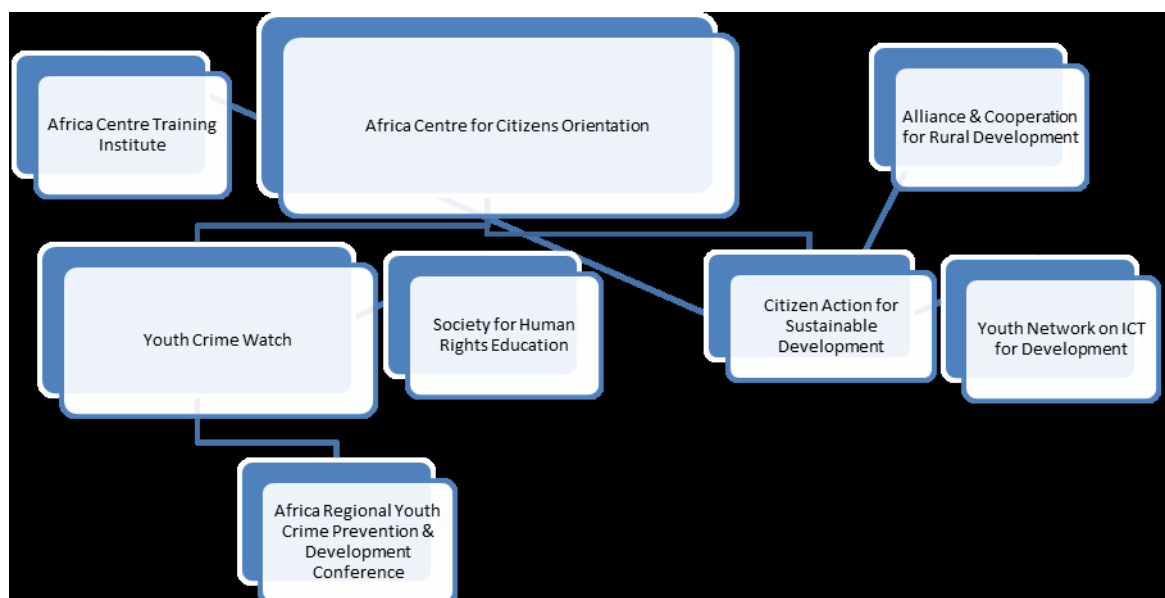 Africa Centre Training
Institute
Africa Centre for Citizens Orientation
Alliance & Cooperation
for Rural Development
Youth Crime Watch
Society for Human
Rights Education
Citizen Action for
Sustainable
Development
Youth Network on ICT
for Development
Africa Regional Youth
Crime Prevention &
Development
Conference